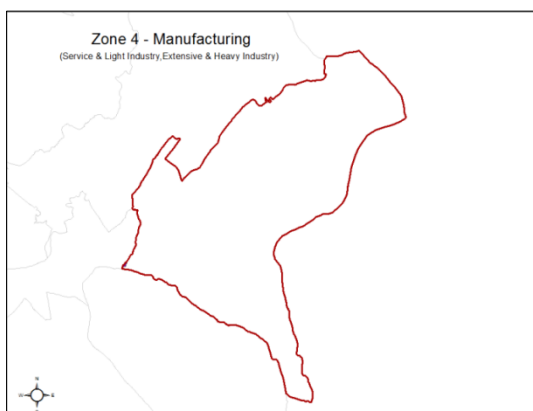 Zone 4 - Manufacturing
(Service & Light Industry,Extensive & Heavy Industry)
N
W
E